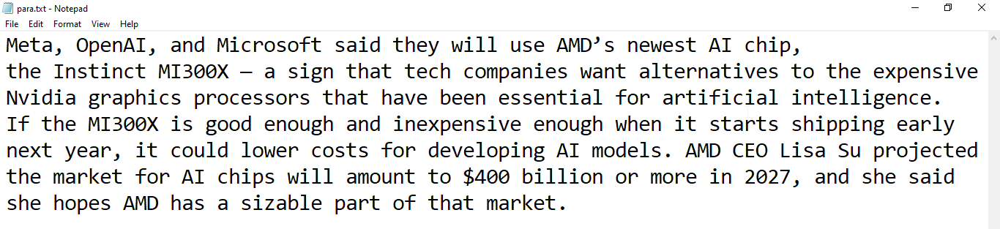 para.txt - Notepad
File Edit Format View Help
Meta, OpenAI, and Microsoft said they will use AMD’s newest AI chip,
the Instinct MI300X — a sign that tech companies want alternatives to the expensive
Nvidia graphics processors that have been essential for artificial intelligence.
If the MI300X is good enough and inexpensive enough when it starts shipping early
next year, it could lower costs for developing AI models. AMD CEO Lisa Su projected
the market for AI chips will amount to $400 billion or more in 2027, and she said
she hopes AMD has a sizable part of that market.